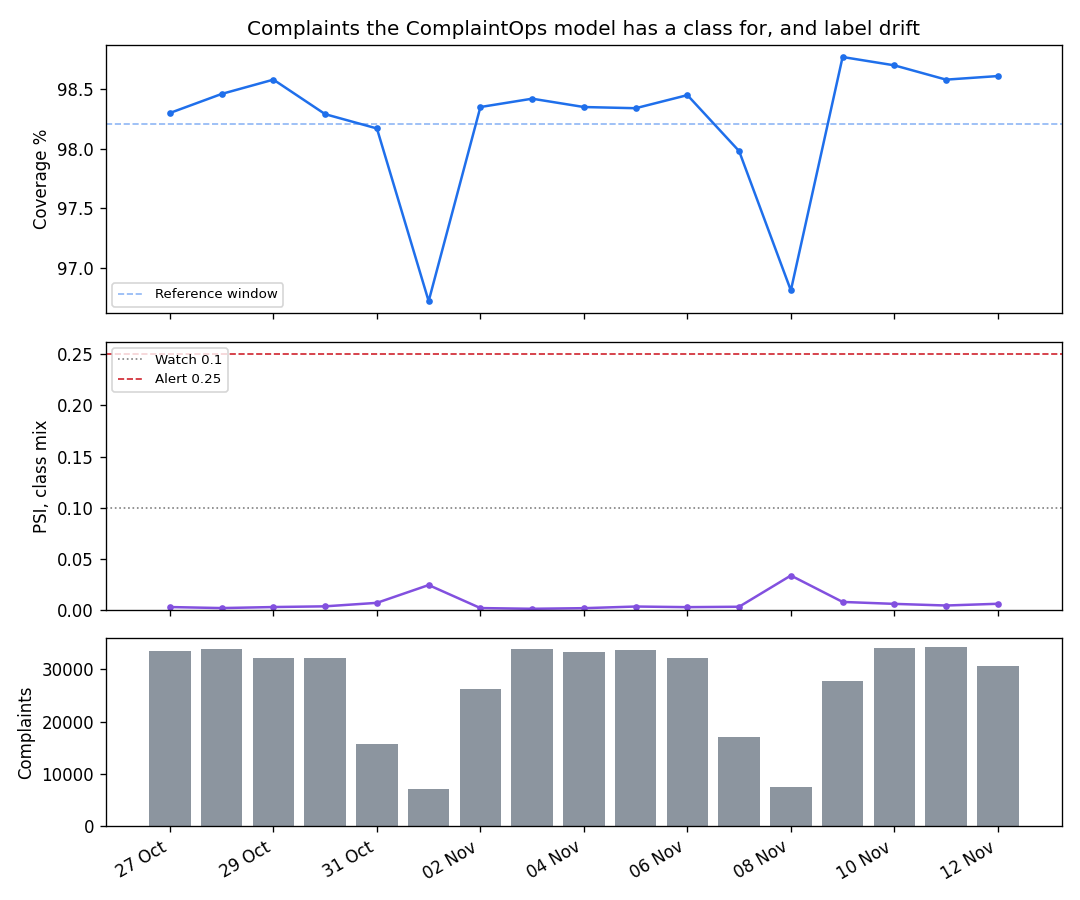 Complaints the ComplaintOps model has a class for, and label drift
Coverage %
98.5
98.0
97.5
97.0
Reference window
PSI, class mix
0.25
0.20
0.15
0.10
0.05
0.00
Watch 0.1
Alert 0.25
Complaints
30000
20000
10000
0
27 Oct
29 Oct
31 Oct
02 Nov
04 Nov
06 Nov
08 Nov
10 Nov
12 Nov